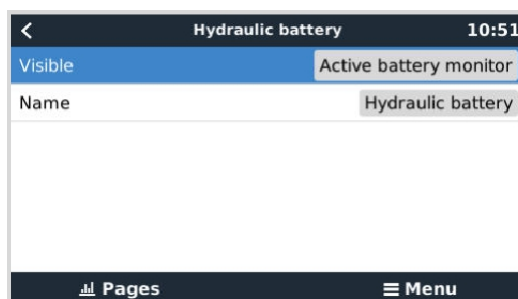 Hydraulic battery 10:51
Visible Active battery monitor
Name Hydraulic battery
Pages Menu